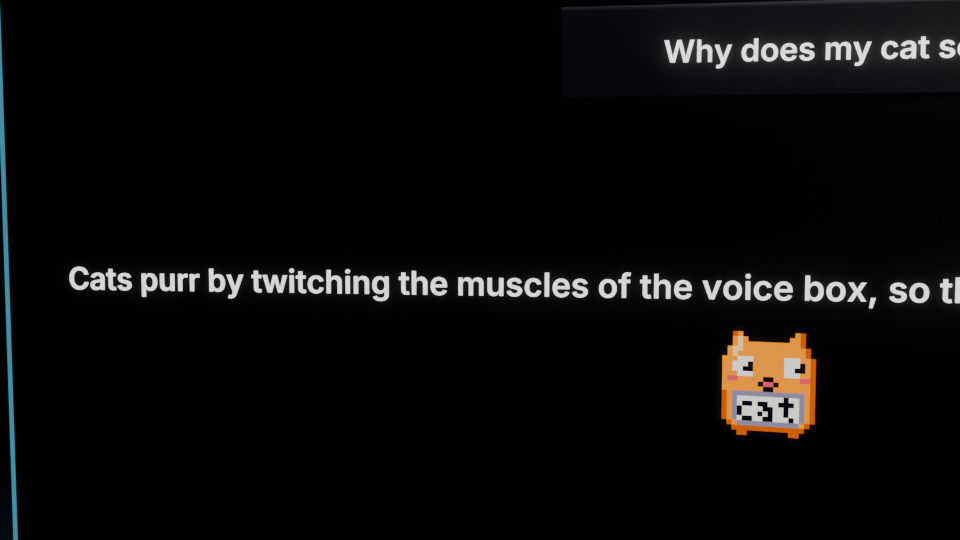 Why does my cat
Cats purr by twitching the muscles of the voice box, so
cat